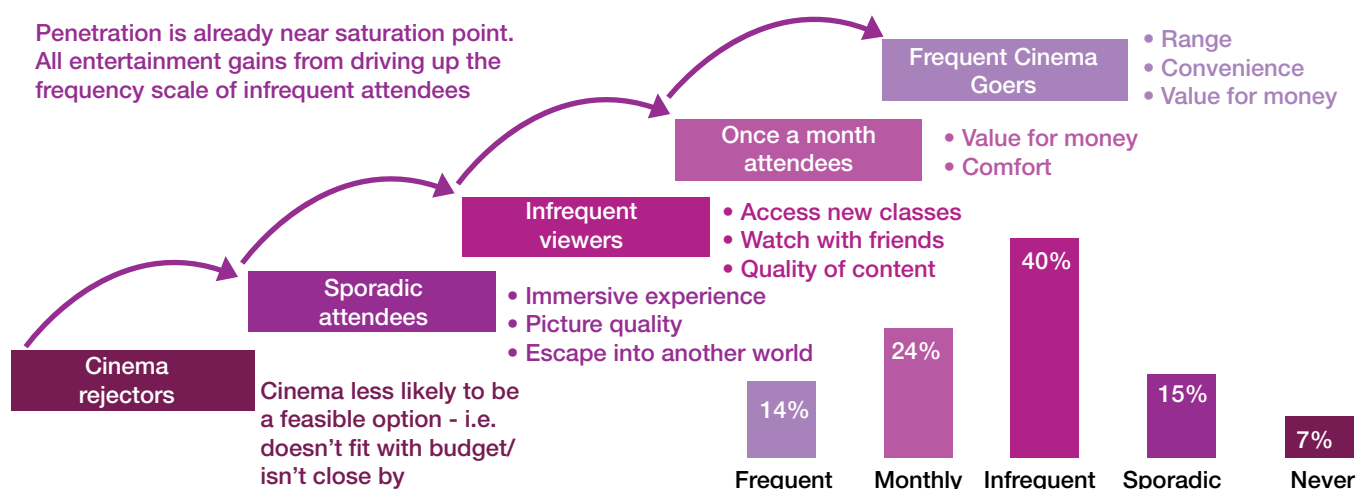 Penetration is already near saturation point.
All entertainment gains from driving up the
frequency scale of infrequent attendees
Frequent Cinema
Goers
• Range
• Convenience
• Value for money
Once a month
attendees
• Value for money
• Comfort
Infrequent
viewers
• Access new classes
• Watch with friends
• Quality of content
Sporadic
attendees
• Immersive experience
• Picture quality
• Escape into another world
Cinema
rejectors
Cinema less likely to be
a feasible option - i.e.
doesn't fit with budget/
isn't close by
14%
24%
40%
15%
7%
Frequent
Monthly
Infrequent
Sporadic
Never